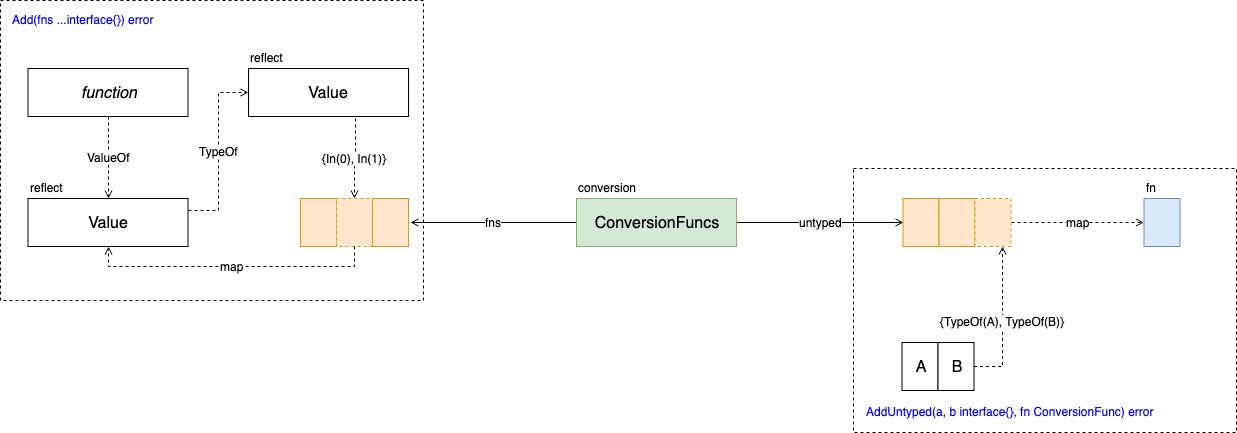 Add(fns ...interface{}) error
reflect
function
Value
ValueOf
TypeOf
{In(0), In(1)}
reflect
Value
map
conversion
fns
ConversionFuncs
untyped
fn
map
{TypeOf(A), TypeOf(B)}
A
B
AddUntyped(a, b interface{}, fn ConversionFunc) error